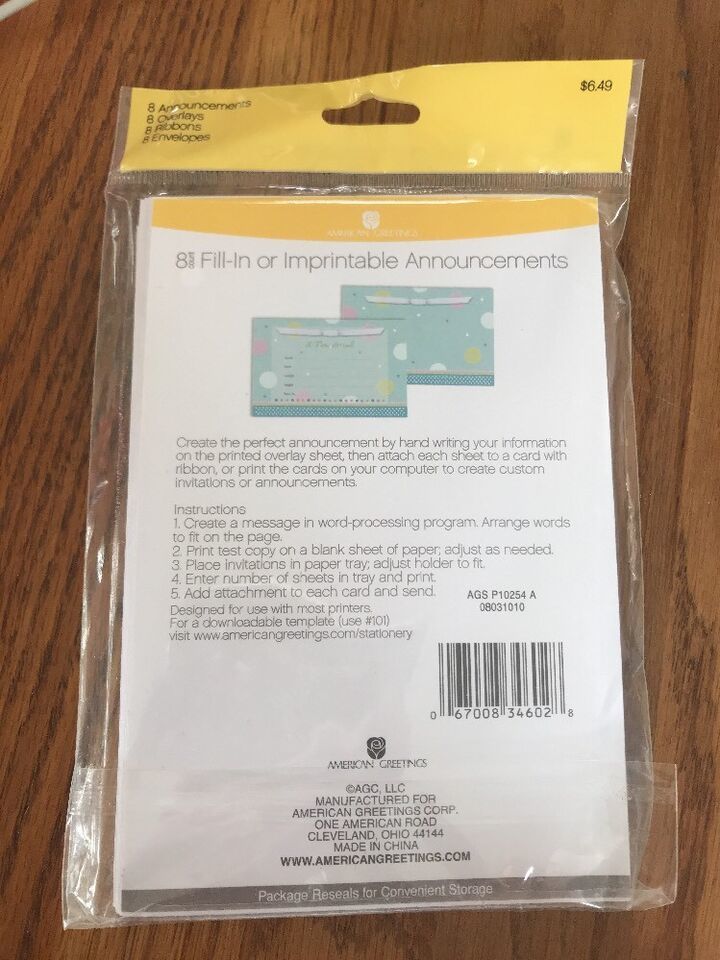 8 Announcements
8 Overlays
8 Ribbons
8 Envelopes
$6.49
AMERICAN GREETINGS
8 count Fill-In or Imprintable Announcements
Create the perfect announcement by hand writing your information
on the printed overlay sheet, then attach each sheet to a card with
ribbon, or print the cards on your computer to create custom
invitations or announcements.
Instructions
1. Create a message in word-processing program. Arrange words
to fit on the page.
2. Print test copy on a blank sheet of paper; adjust as needed.
3. Place invitations in paper tray; adjust holder to fit.
4. Enter number of sheets in tray and print.
5. Add attachment to each card and send.
Designed for use with most printers.
For a downloadable template (use #101)
visit www.americangreetings.com/stationery
AGS P10254 A
08031010
0 67008 34602 8
AMERICAN GREETINGS
©AGC, LLC
MANUFACTURED FOR
AMERICAN GREETINGS CORP.
ONE AMERICAN ROAD
CLEVELAND, OHIO 44144
MADE IN CHINA
WWW.AMERICANGREETINGS.COM
Package Reseals for Convenient Storage